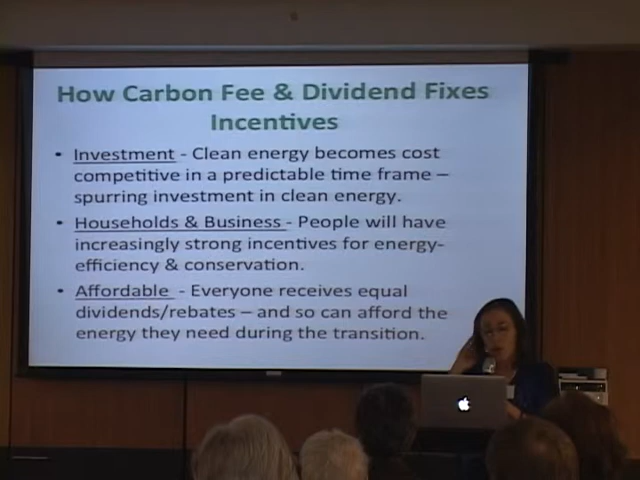 How Carbon Fee & Dividend Fixes
Incentives
• Investment - Clean energy becomes cost
competitive in a predictable time frame –
spurring investment in clean energy.
• Households & Business - People will have
increasingly strong incentives for energy-
efficiency & conservation.
• Affordable - Everyone receives equal
dividends/rebates – and so can afford the
energy they need during the transition.